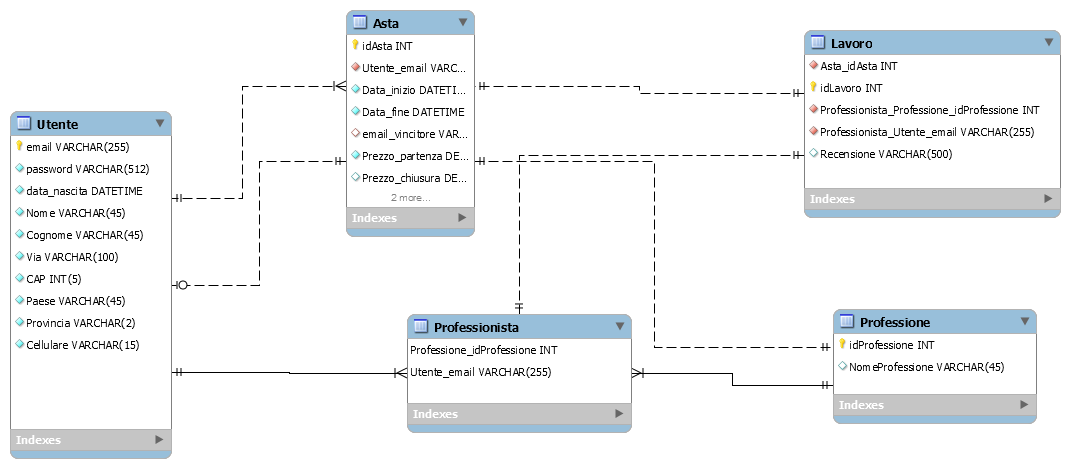 Utente
email VARCHAR(255)
password VARCHAR(512)
data_nascita DATETIME
Nome VARCHAR(45)
Cognome VARCHAR(45)
Via VARCHAR(100)
CAP INT(5)
Paese VARCHAR(45)
Provincia VARCHAR(2)
Cellulare VARCHAR(15)
Indexes
Asta
idAsta INT
Utente_email VARC...
Data_inizio DATETI...
Data_fine DATETIME
email_vincitore VAR...
Prezzo_partenza DE...
Prezzo_chiusura DE...
2 more...
Indexes
Lavoro
Asta_idAsta INT
idLavoro INT
Professionista_Professione_idProfessione INT
Professionista_Utente_email VARCHAR(255)
Recensione VARCHAR(500)
Indexes
Professionista
Professione_idProfessione INT
Utente_email VARCHAR(255)
Indexes
Professione
idProfessione INT
NomeProfessione VARCHAR(45)
Indexes